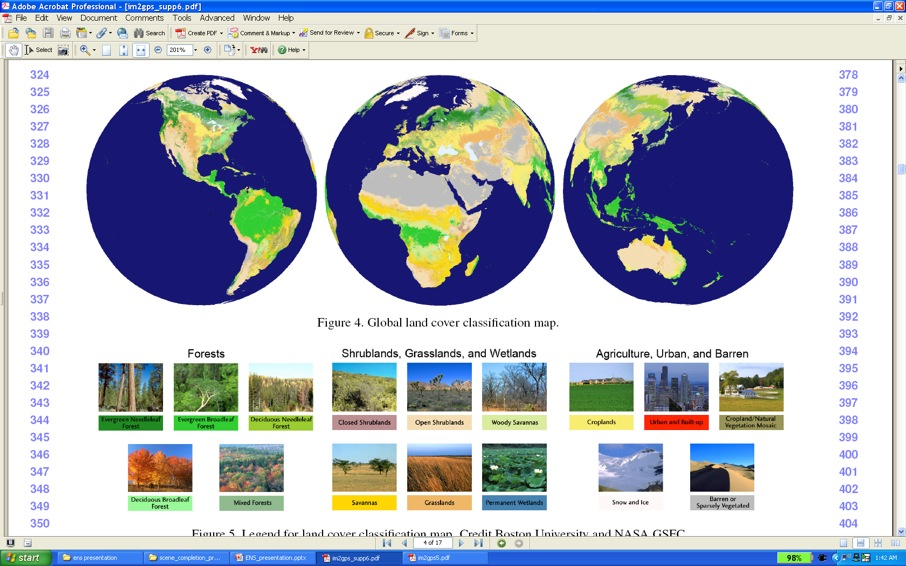 Adobe Acrobat Professional - [im2gps_supp6.pdf]
File Edit View Document Comments Tools Advanced Window Help
Search Create PDF Comment & Markup Send for Review Secure Sign Forms
Select 201% Help
324 378
325 379
326 380
327 381
328 382
329 383
330 384
331 385
332 386
333 387
334 388
335 389
336 390
337 391
Figure 4. Global land cover classification map.
338 392
339 393
340 394
Forests Shrublands, Grasslands, and Wetlands Agriculture, Urban, and Barren
341 395
342 396
343 397
344 398
Evergreen Needleleaf Forest
Evergreen Broadleaf Forest
Deciduous Needleleaf Forest
Closed Shrublands
Open Shrublands
Woody Savannas
Croplands
Urban and Built-up
Cropland/Natural Vegetation Mosaic
345 399
346 400
347 401
348 402
349 403
Deciduous Broadleaf Forest
Mixed Forests
Savannas
Grasslands
Permanent Wetlands
Snow and Ice
Barren or Sparsely Vegetated
350 404
Figure 5. Legend for land cover classification map. Credit Boston University and NASA GSFC
4 of 17
start ens presentation scene_completion_pr... ENS_presentation.pptx im2gps_supp6.pdf im2gps5.pdf 98% 1:42 AM